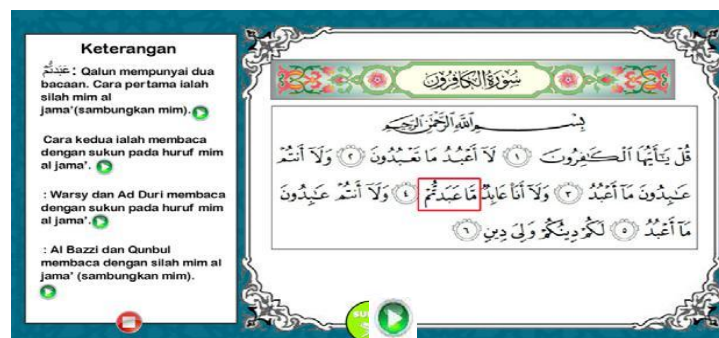 Keterangan
عَبَدتُّمْ : Qalun mempunyai dua
bacaan. Cara pertama ialah
silah mim al
jama'(sambungkan mim).
Cara kedua ialah membaca
dengan sukun pada huruf mim
al jama'.
: Warsy dan Ad Duri membaca
dengan sukun pada huruf mim
al jama'.
: Al Bazzi dan Qunbul
membaca dengan silah mim al
jama' (sambungkan mim).
سُورَةُ الكَافِرُون
بِسْمِ اللَّهِ الرَّحْمَٰنِ الرَّحِيمِ
قُلْ يَٰٓأَيُّهَا ٱلْكَٰفِرُونَ ١ لَآ أَعْبُدُ مَا تَعْبُدُونَ ٢ وَلَآ أَنتُمْ
عَٰبِدُونَ مَآ أَعْبُدُ ٣ وَلَآ أَنَا۠ عَابِدٌ مَّا عَبَدتُّمْ ٤ وَلَآ أَنتُمْ عَٰبِدُونَ
مَآ أَعْبُدُ ٥ لَكُمْ دِينُكُمْ وَلِىَ دِينِ ٦